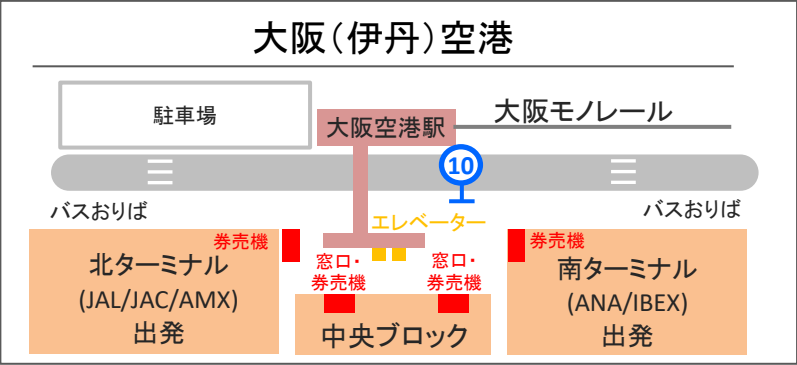 大阪（伊丹）空港
駐車場
大阪空港駅
大阪モノレール
10
バスおりば
エレベーター
バスおりば
券売機
北ターミナル
(JAL/JAC/AMX)
出発
窓口・
券売機
窓口・
券売機
中央ブロック
券売機
南ターミナル
(ANA/IBEX)
出発